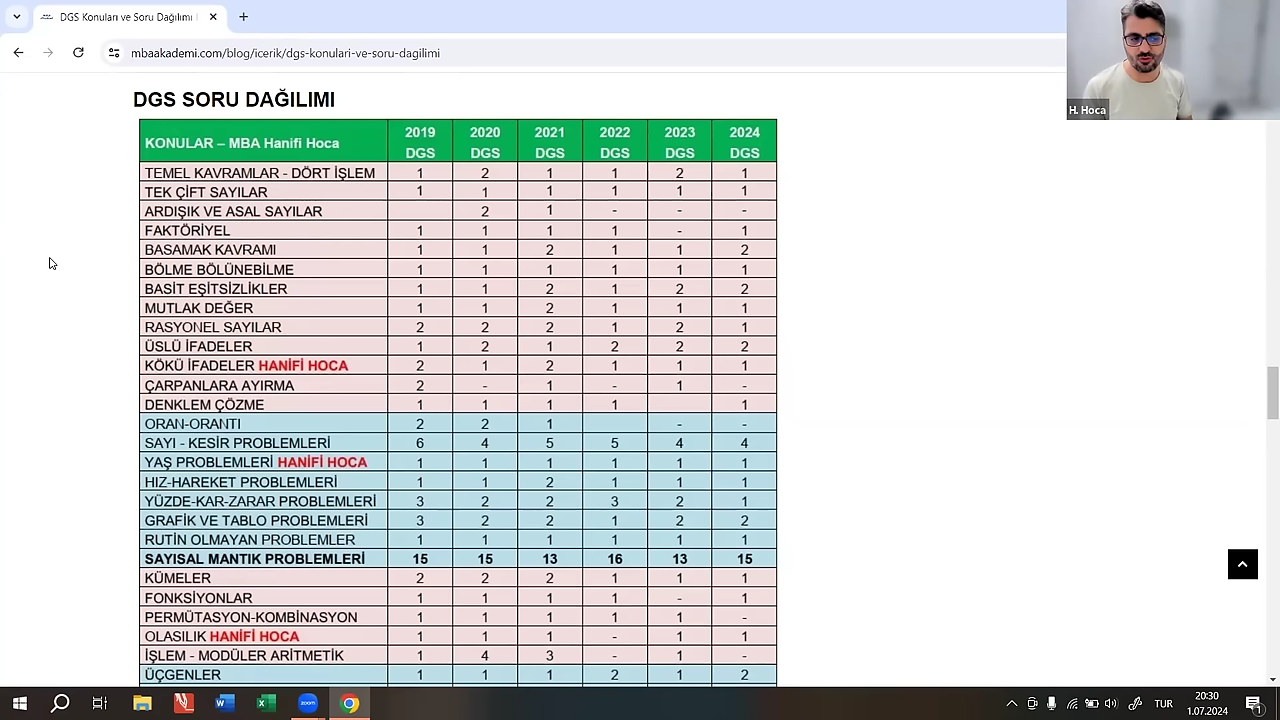 DGS Konuları ve Soru Dağılımı
mbaakademi.com/blog/icerik/dgs-konulari-ve-soru-dagilimi
H. Hoca
DGS SORU DAĞILIMI
KONULAR – MBA Hanifi Hoca 2019 DGS 2020 DGS 2021 DGS 2022 DGS 2023 DGS 2024 DGS
TEMEL KAVRAMLAR - DÖRT İŞLEM 1 2 1 1 2 1
TEK ÇİFT SAYILAR 1 1 1 1 1 1
ARDIŞIK VE ASAL SAYILAR 2 1 - - -
FAKTÖRİYEL 1 1 1 1 - 1
BASAMAK KAVRAMI 1 1 2 1 1 2
BÖLME BÖLÜNEBİLME 1 1 1 1 1 1
BASİT EŞİTSİZLİKLER 1 1 2 1 2 2
MUTLAK DEĞER 1 1 2 1 1 1
RASYONEL SAYILAR 2 2 2 1 2 1
ÜSLÜ İFADELER 1 2 1 2 2 2
KÖKÜ İFADELER HANİFİ HOCA 2 1 2 1 1 1
ÇARPANLARA AYIRMA 2 - 1 - 1 -
DENKLEM ÇÖZME 1 1 1 1 1
ORAN-ORANTI 2 2 1 - -
SAYI - KESİR PROBLEMLERİ 6 4 5 5 4 4
YAŞ PROBLEMLERİ HANİFİ HOCA 1 1 1 1 1 1
HIZ-HAREKET PROBLEMLERİ 1 1 2 1 1 1
YÜZDE-KAR-ZARAR PROBLEMLERİ 3 2 2 3 2 1
GRAFİK VE TABLO PROBLEMLERİ 3 2 2 1 2 2
RUTİN OLMAYAN PROBLEMLER 1 1 1 1 1 1
SAYISAL MANTIK PROBLEMLERİ 15 15 13 16 13 15
KÜMELER 2 2 2 1 1 1
FONKSİYONLAR 1 1 1 1 - 1
PERMÜTASYON-KOMBİNASYON 1 1 1 1 1 -
OLASILIK HANİFİ HOCA 1 1 1 - 1 1
İŞLEM - MODÜLER ARİTMETİK 1 4 3 - 1 -
ÜÇGENLER 1 1 1 2 1 2
TUR
20:30
1.07.2024